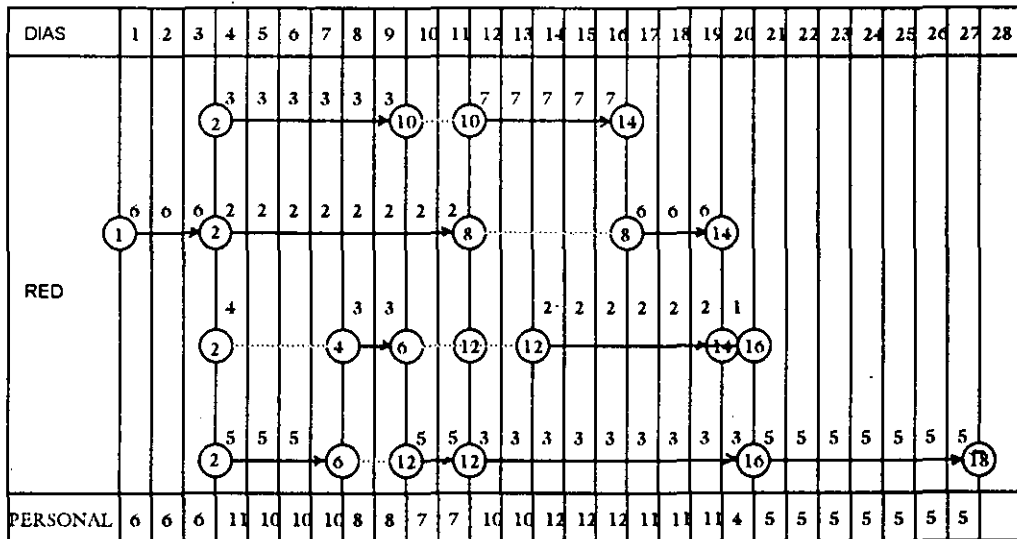 DIAS 1 2 3 4 5 6 7 8 9 10 11 12 13 14 15 16 17 18 19 20 21 22 23 24 25 26 27 28
3 3 3 3 3 3 7 7 7 7 7
2 10 10 14
6 6 6 2 2 2 2 2 2 2 2 6 6 6
1 2 8 8 14
RED
4 3 3 2 2 2 2 2 2 1
2 4 6 12 12 14 16
5 5 5 5 5 3 3 3 3 3 3 3 3 3 5 5 5 5 5 5 5
2 6 12 12 16 18
PERSONAL 6 6 6 11 10 10 10 8 8 7 7 10 10 12 12 12 11 11 11 4 5 5 5 5 5 5 5